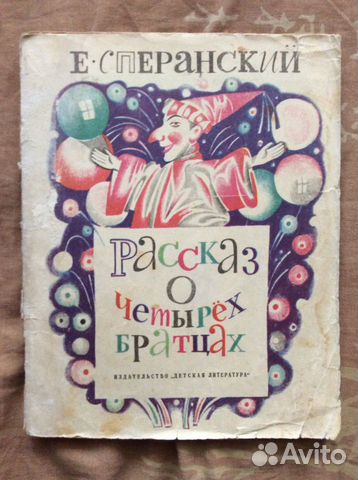 Е·СПЕРАНСКИЙ
Рассказ
о
четырёх
братцах
ИЗДАТЕЛЬСТВО „ДЕТСКАЯ ЛИТЕРАТУРА"
Avito